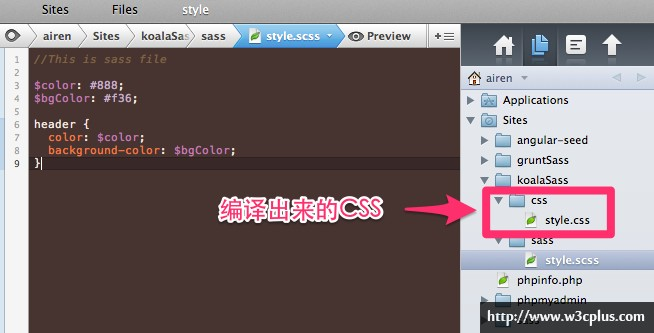 Sites Files style
airen Sites koalaSas sass style.scss Preview
1 //This is sass file
2
3 $color: #888;
4 $bgColor: #f36;
5
6 header {
7 color: $color;
8 background-color: $bgColor;
9 }
编译出来的CSS
airen
Applications
Sites
angular-seed
gruntSass
koalaSass
css
style.css
sass
style.scss
phpinfo.php
phpmyadmin
http://www.w3cplus.com